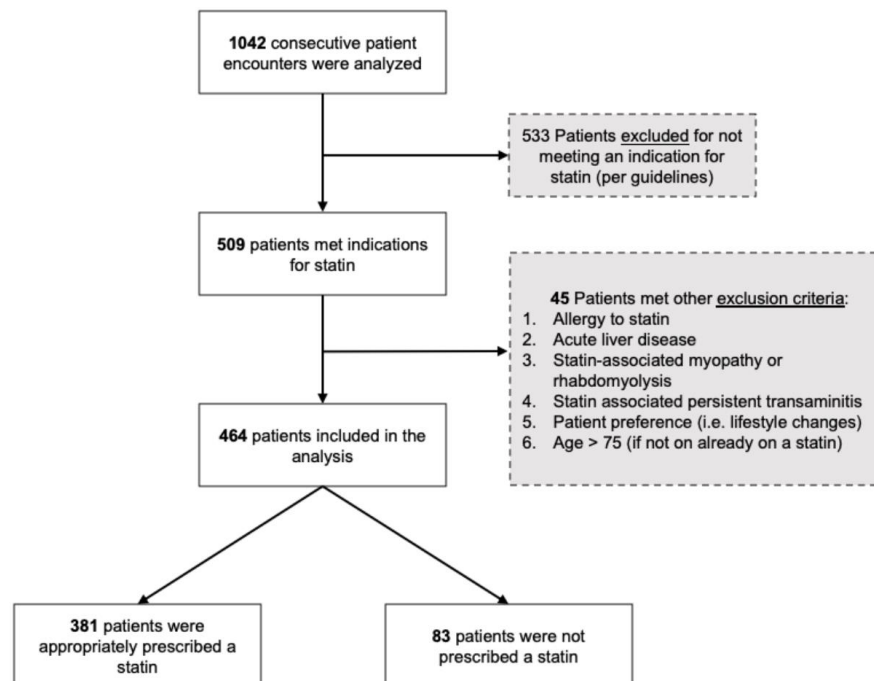 1042 consecutive patient
encounters were analyzed
533 Patients excluded for not
meeting an indication for
statin (per guidelines)
509 patients met indications
for statin
45 Patients met other exclusion criteria:
1. Allergy to statin
2. Acute liver disease
3. Statin-associated myopathy or
rhabdomyolysis
4. Statin associated persistent transaminitis
5. Patient preference (i.e. lifestyle changes)
6. Age > 75 (if not on already on a statin)
464 patients included in the
analysis
381 patients were
appropriately prescribed a
statin
83 patients were not
prescribed a statin